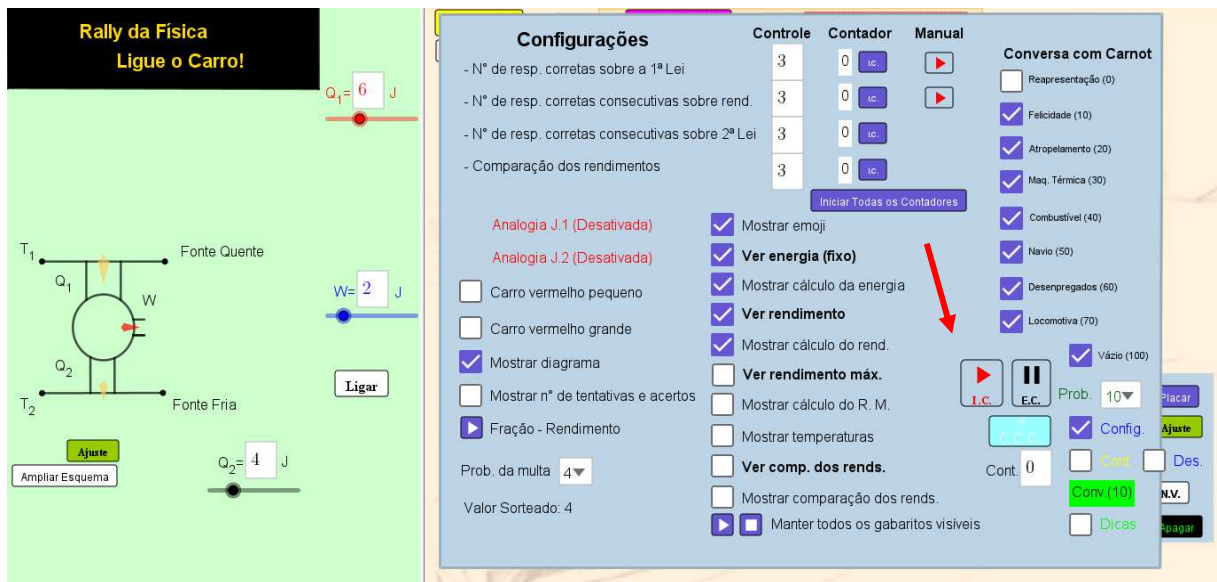 Rally da Física
Ligue o Carro!
Q1= 6 J
T1
Fonte Quente
Q1
W
W= 2 J
Q2
Ligar
T2
Fonte Fria
Ajuste
Ampliar Esquema
Q2= 4 J
Configurações
Controle Contador Manual
- N° de resp. corretas sobre a 1ª Lei 3 0 I.C.
- N° de resp. corretas consecutivas sobre rend. 3 0 I.C.
- N° de resp. corretas consecutivas sobre 2ª Lei 3 0 I.C.
- Comparação dos rendimentos 3 0 I.C.
Iniciar Todas os Contadores
Analogia J.1 (Desativada)
Analogia J.2 (Desativada)
Carro vermelho pequeno
Carro vermelho grande
Mostrar diagrama
Mostrar n° de tentativas e acertos
Fração - Rendimento
Prob. da multa 4
Valor Sorteado: 4
Mostrar emoji
Ver energia (fixo)
Mostrar cálculo da energia
Ver rendimento
Mostrar cálculo do rend.
Ver rendimento máx.
Mostrar cálculo do R. M.
Mostrar temperaturas
Ver comp. dos rends.
Mostrar comparação dos rends.
Manter todos os gabaritos visíveis
Conversa com Carnot
Reapresentação (0)
Felicidade (10)
Atropelamento (20)
Maq. Térmica (30)
Combustível (40)
Navio (50)
Desenpregados (60)
Locomotiva (70)
Vázio (100)
I.C. E.C.
Prob. 10
Config.
Cont. 0
Cont. Des.
Conv.(10)
Dicas
Placar
Ajuste
N.V.
Apagar